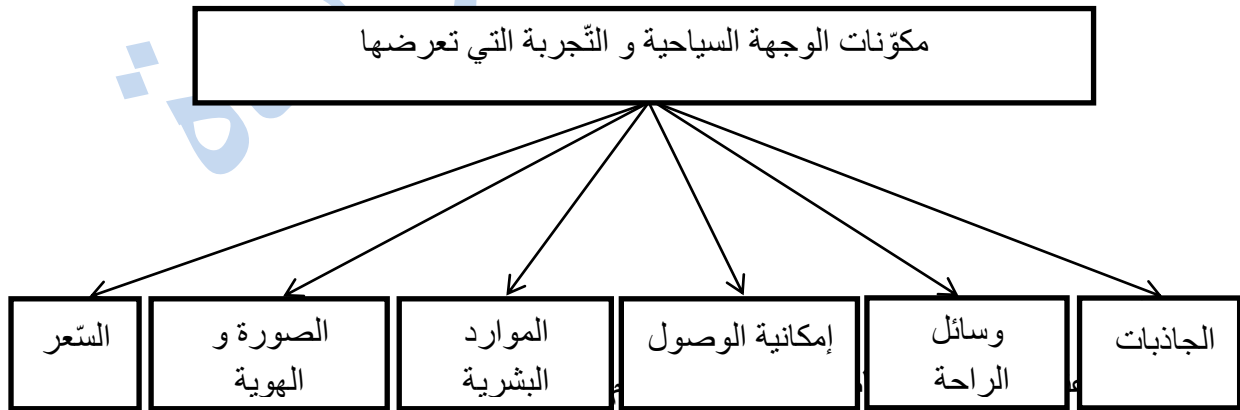 مكوّنات الوجهة السياحية و التّجربة التي تعرضها
الجاذبات
وسائل
الراحة
إمكانية الوصول
الموارد
البشرية
الصورة و
الهوية
السّعر